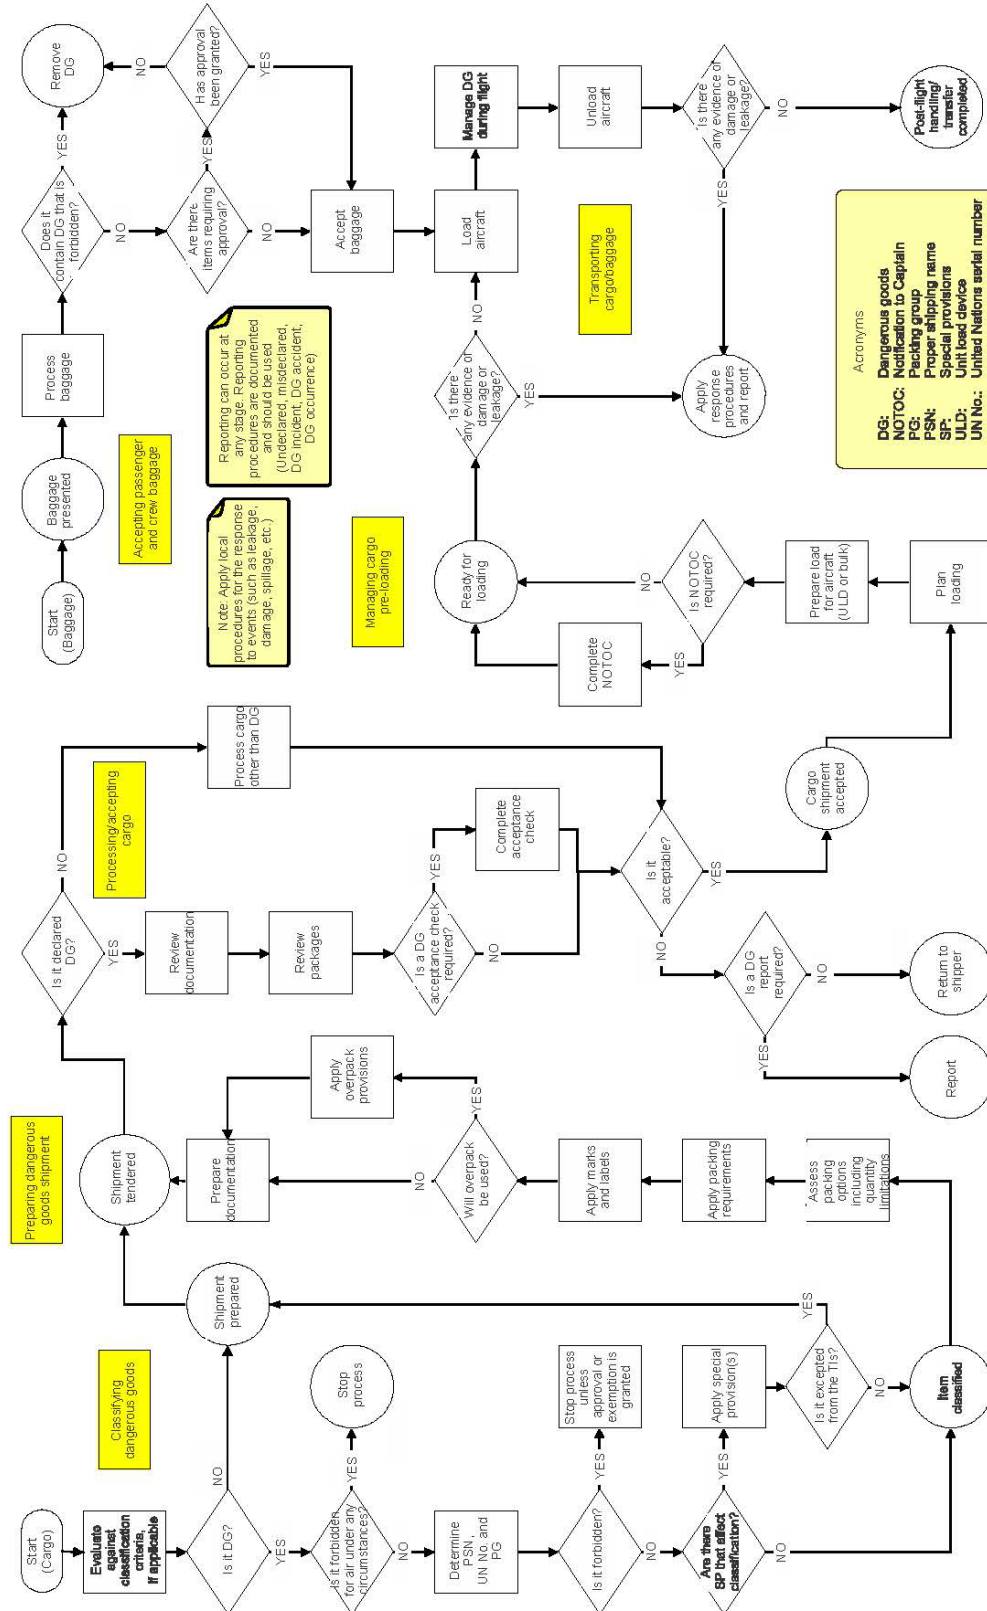 Start
(Cargo)
Evaluate
against
classification
criteria,
if applicable
Is it DG?
NO
YES
Is it forbidden
for air under any
circumstances?
YES
Stop
process
NO
Determine
PSN,
UN No. and
PG
Is it forbidden?
YES
Stop process
unless
approval or
exemption is
granted
NO
Are there
SP that affect
classification?
YES
Apply special
provision(s)
NO
Is it excepted
from the TIs?
YES
NO
Item
classified
Classifying
dangerous goods
Shipment
prepared
Preparing dangerous
goods shipment
Shipment
tendered
Prepare
documentation
Apply
overpack
provisions
NO
YES
Will overpack
be used?
Apply marks
and labels
Apply packing
requirements
Assess
packing
options
including
quantity
limitations
Is it declared
DG?
NO
YES
Processing/accepting
cargo
Review
documentation
Review
packages
Is a DG
acceptance check
required?
YES
NO
Complete
acceptance
check
Process cargo
other than DG
Is it
acceptable?
NO
YES
Is a DG
report
required?
YES
NO
Report
Return to
shipper
Cargo
shipment
accepted
Plan
loading
Prepare load
for aircraft
(ULD or bulk)
Is NOTOC
required?
YES
NO
Complete
NOTOC
Ready for
loading
Managing cargo
pre-loading
Is there
any evidence of
damage or
leakage?
YES
NO
Apply
response
procedures
and report
Start
(Baggage)
Baggage
presented
Accepting passenger
and crew baggage
Process
baggage
Note: Apply local
procedures for the response
to events (such as leakage,
damage, spillage, etc.)
Reporting can occur at
any stage. Reporting
procedures are documented
and should be used
(Undeclared, misdeclared,
DG incident, DG accident,
DG occurrence)
Does it
contain DG that is
forbidden?
YES
NO
Remove
DG
Are there
items requiring
approval?
YES
NO
Has approval
been granted?
NO
YES
Accept
baggage
Load
aircraft
Manage DG
during flight
Unload
aircraft
Transporting
cargo/baggage
Is there
any evidence of
damage or
leakage?
YES
NO
Post-flight
handling/
transfer
completed
Acronyms
DG: Dangerous goods
NOTOC: Notification to Captain
PG: Packing group
PSN: Proper shipping name
SP: Special provisions
ULD: Unit load device
UN No.: United Nations serial number